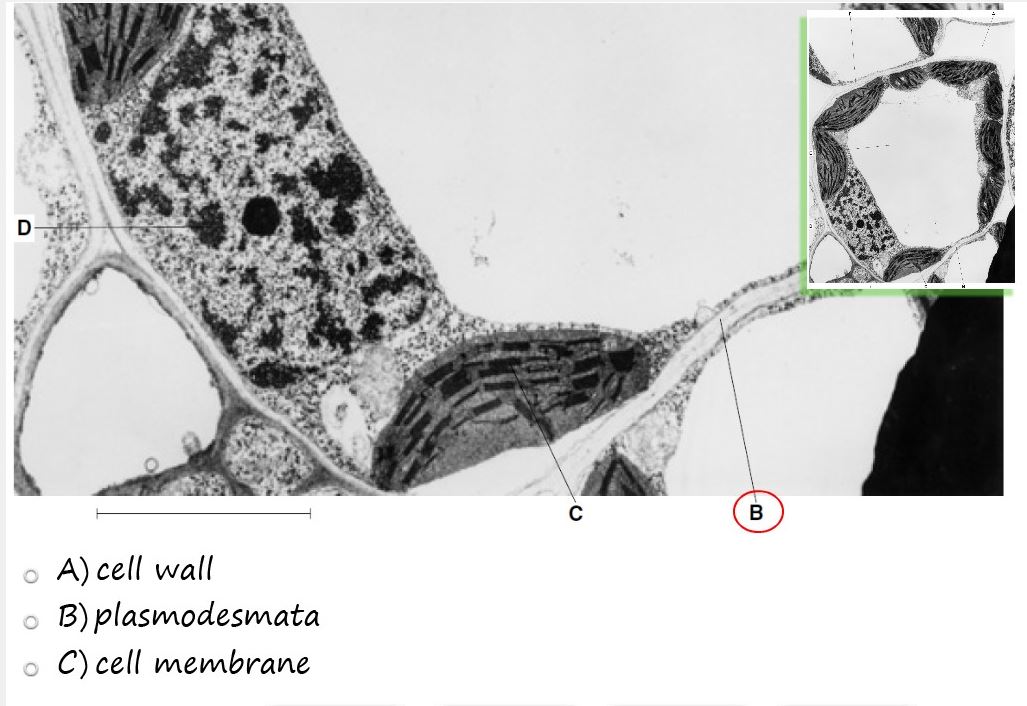 D
C
B
A) cell wall
B) plasmodesmata
C) cell membrane